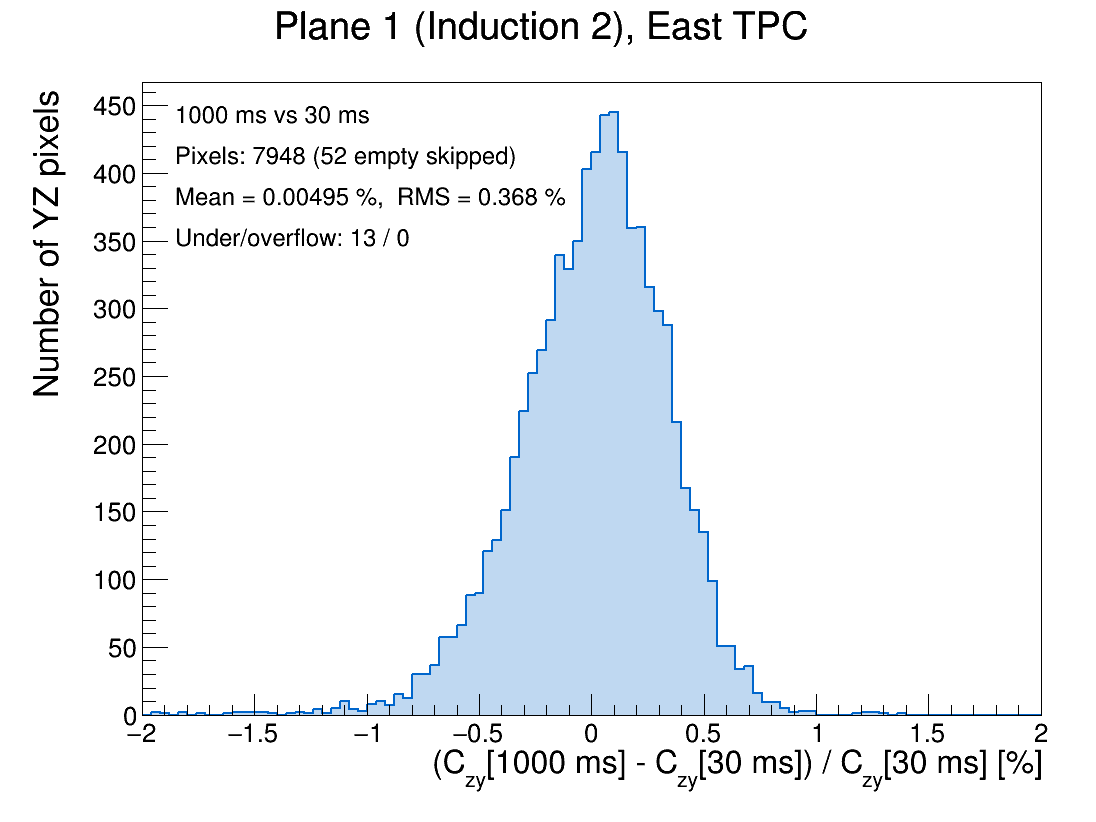 Plane 1 (Induction 2), East TPC
Number of YZ pixels
1000 ms vs 30 ms
Pixels: 7948 (52 empty skipped)
Mean = 0.00495 %, RMS = 0.368 %
Under/overflow: 13 / 0
450
400
350
300
250
200
150
100
50
0
−2 −1.5 −1 −0.5 0 0.5 1 1.5 2
(Czy[1000 ms] - Czy[30 ms]) / Czy[30 ms] [%]